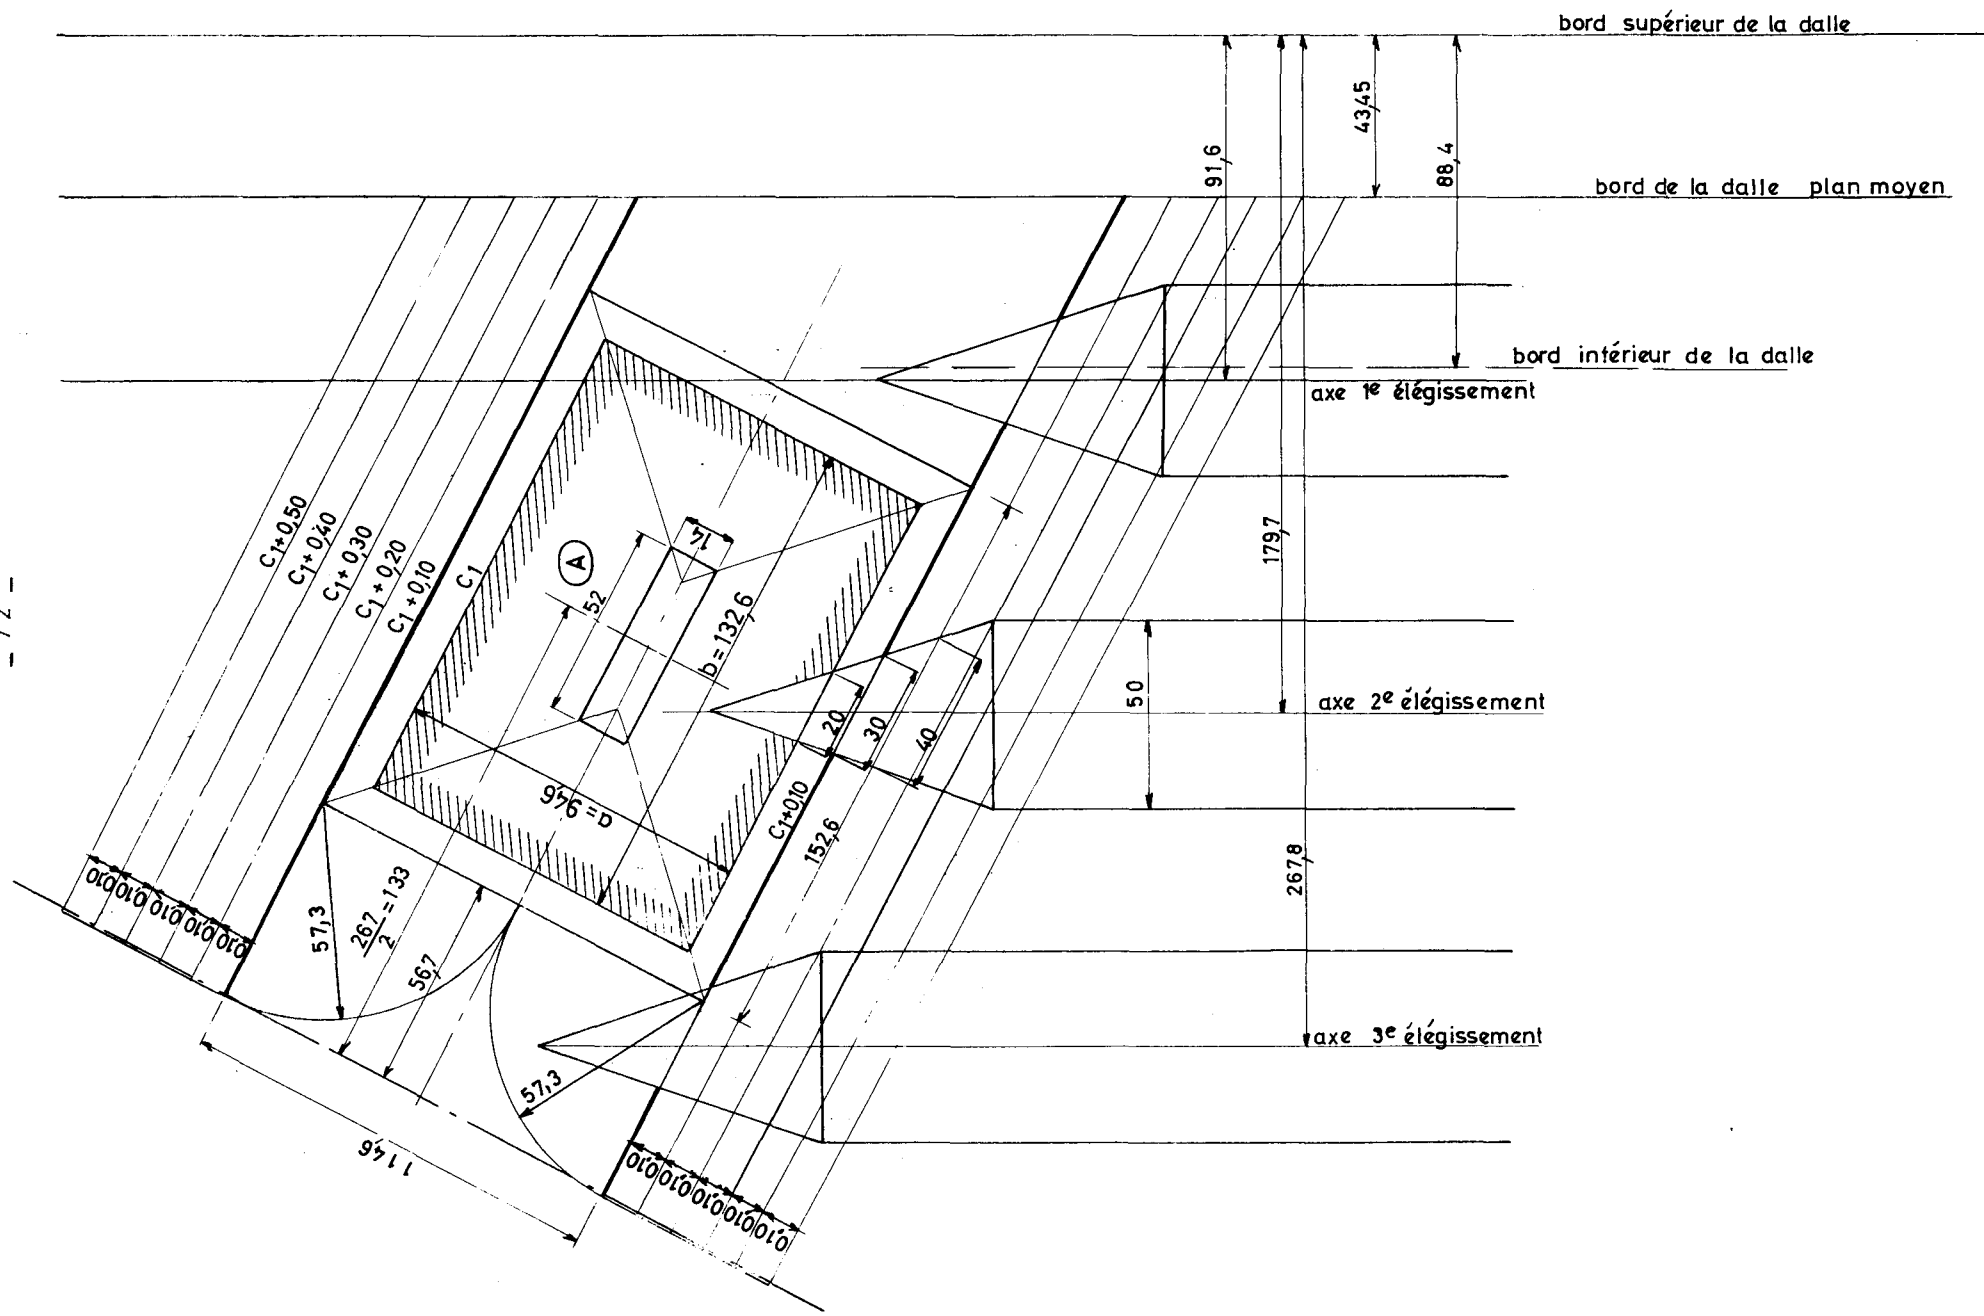 bord supérieur de la dalle
43,45
91,6
88,4
bord de la dalle plan moyen
bord intérieur de la dalle
axe 1e élégissement
C1+0,50
C1+0,40
C1+0,30
C1+0,20
C1+0,10
C1
14
A
52
179,7
b=132,6
50
axe 2e élégissement
20
30
40
a=94,6
C1+0,10
152,6
267,8
0,10 0,10 0,10 0,10 0,10
57,3
267/2=133
56,7
axe 3e élégissement
57,3
114,6
0,10 0,10 0,10 0,10 0,10